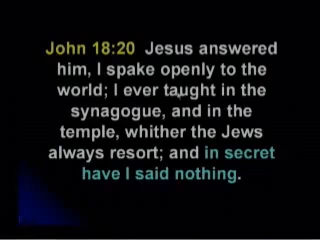 John 18:20 Jesus answered
him, I spake openly to the
world; I ever taught in the
synagogue, and in the
temple, whither the Jews
always resort; and in secret
have I said nothing.